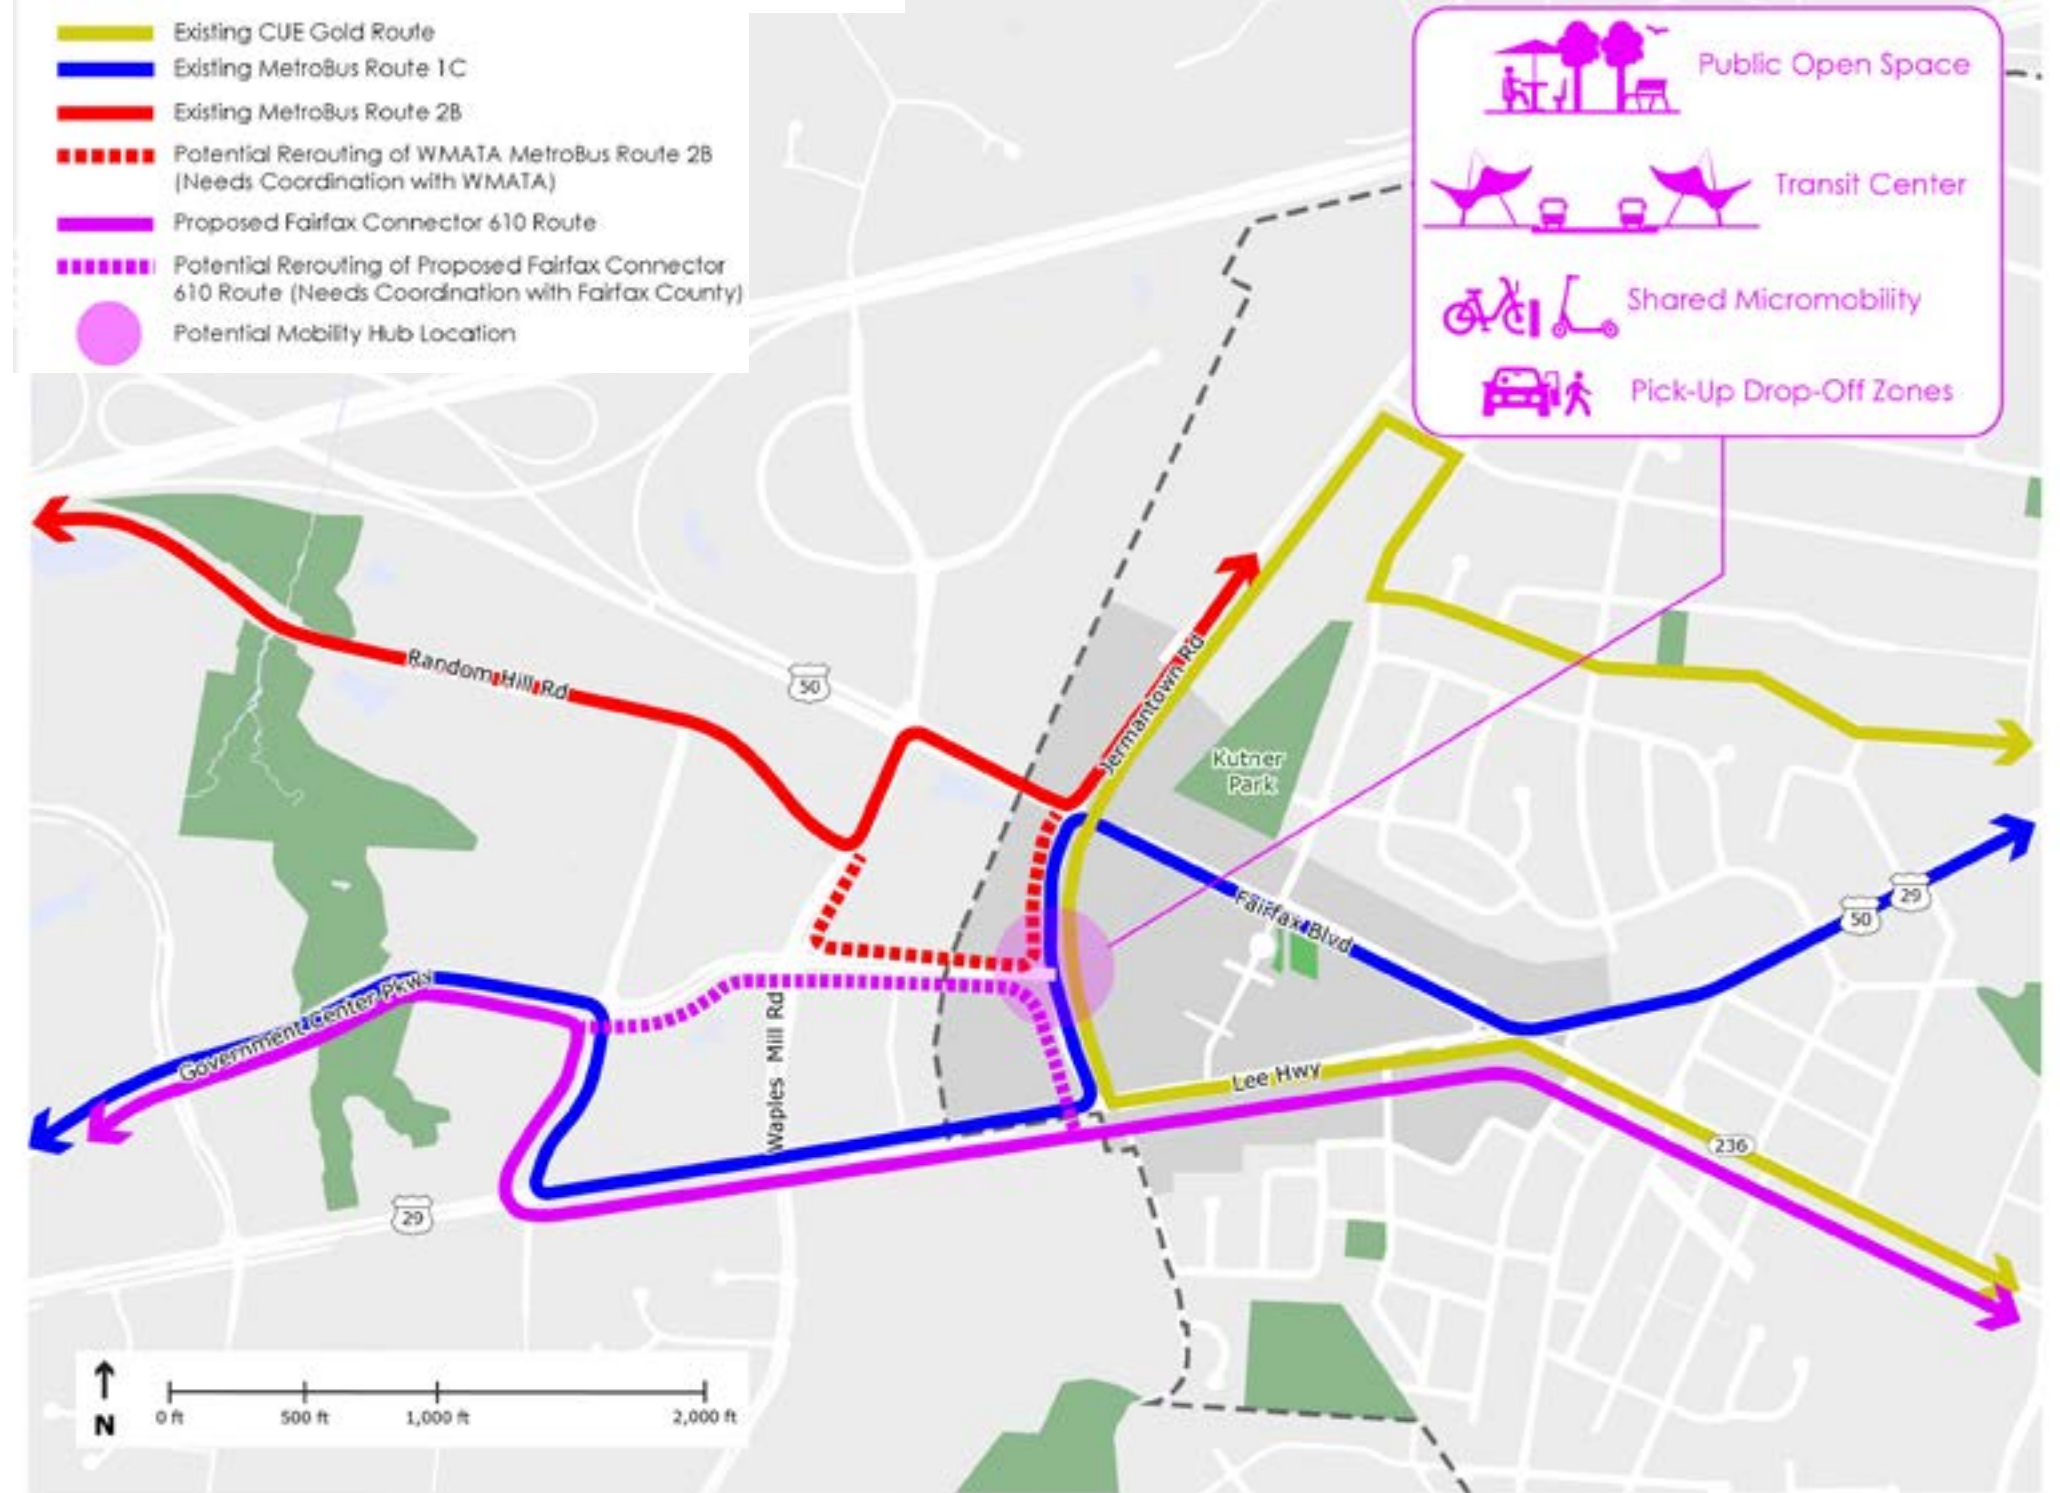 Existing CUE Gold Route
Existing MetroBus Route 1C
Existing MetroBus Route 2B
Potential Rerouting of WMATA MetroBus Route 2B
(Needs Coordination with WMATA)
Proposed Fairfax Connector 610 Route
Potential Rerouting of Proposed Fairfax Connector
610 Route (Needs Coordination with Fairfax County)
Potential Mobility Hub Location
Public Open Space
Transit Center
Shared Micromobility
Pick-Up Drop-Off Zones
Random Hill Rd
50
Jermantown Rd
Kutner
Park
Fairfax Blvd
29
50
Government Center Pkwy
Waples Mill Rd
Lee Hwy
236
29
N
0 ft
500 ft
1,000 ft
2,000 ft